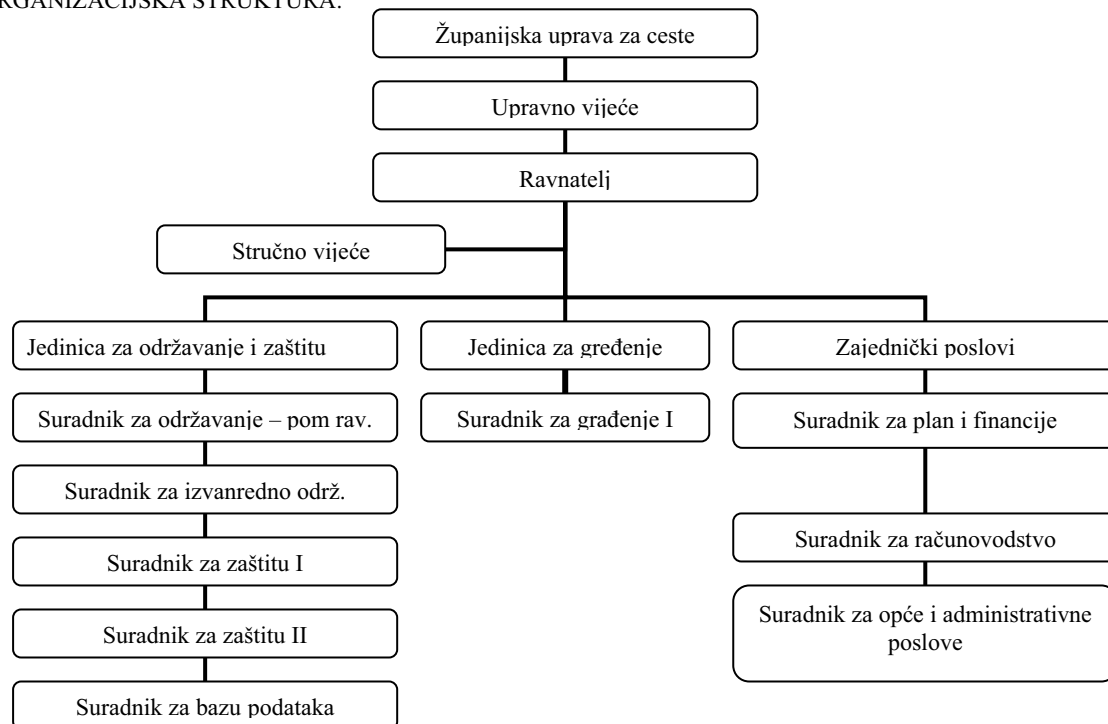 RGANIZACIJSKA STRUKTURA:
Županijska uprava za ceste
Upravno vijeće
Ravnatelj
Stručno vijeće
Jedinica za održavanje i zaštitu
Jedinica za gređenje
Zajednički poslovi
Suradnik za održavanje – pom rav.
Suradnik za građenje I
Suradnik za plan i financije
Suradnik za izvanredno održ.
Suradnik za računovodstvo
Suradnik za zaštitu I
Suradnik za opće i administrativne
poslove
Suradnik za zaštitu II
Suradnik za bazu podataka